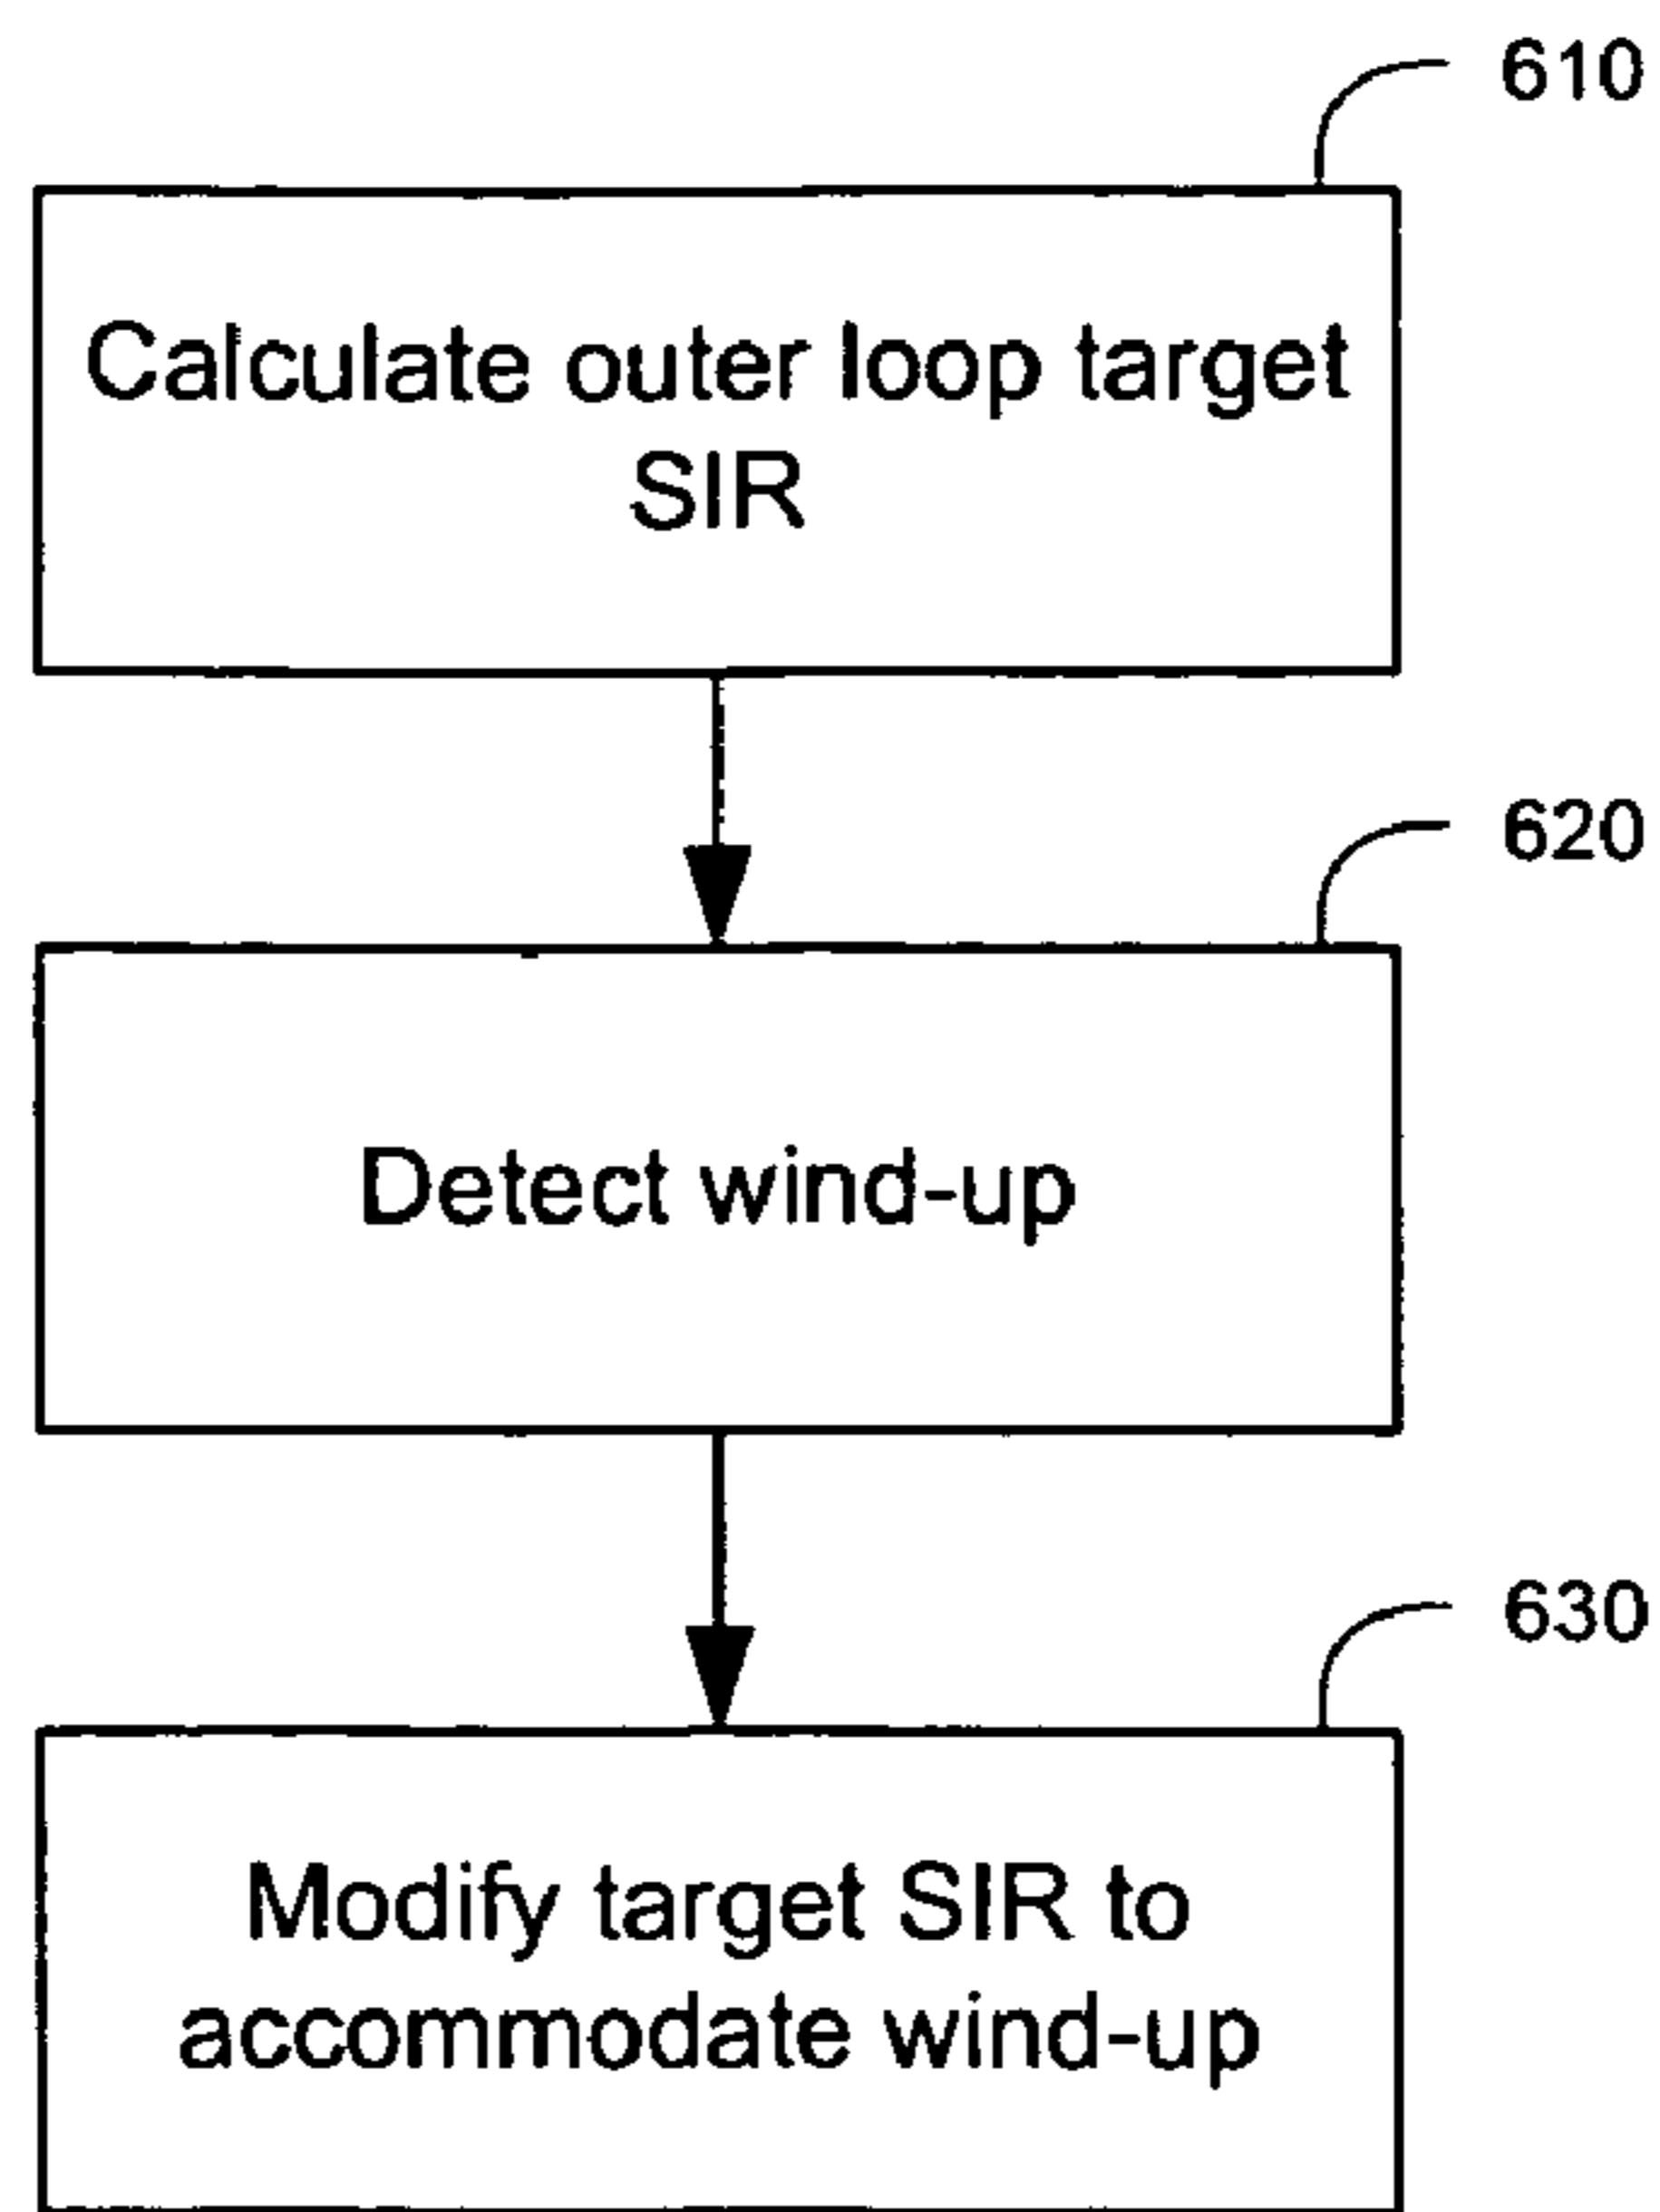 610
Calculate outer loop target
SIR
620
Detect wind-up
630
Modify target SIR to
accommodate wind-up